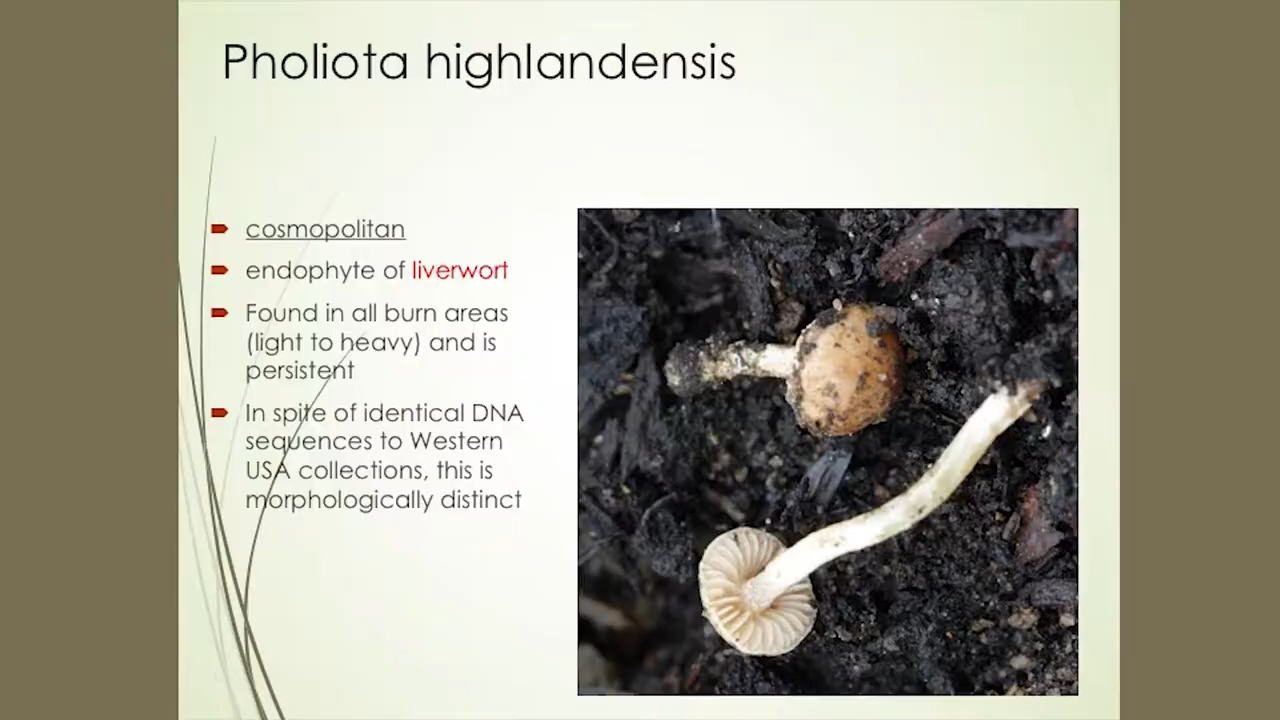 Pholiota highlandensis
cosmopolitan
endophyte of liverwort
Found in all burn areas
(light to heavy) and is
persistent
In spite of identical DNA
sequences to Western
USA collections, this is
morphologically distinct